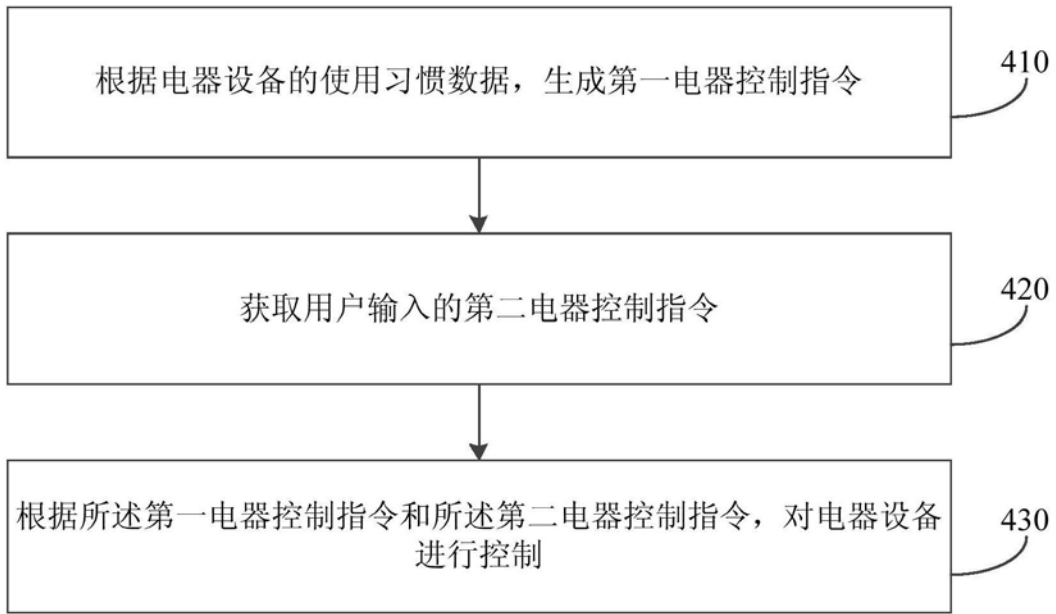 根据电器设备的使用习惯数据，生成第一电器控制指令
410
获取用户输入的第二电器控制指令
420
根据所述第一电器控制指令和所述第二电器控制指令，对电器设备
进行控制
430